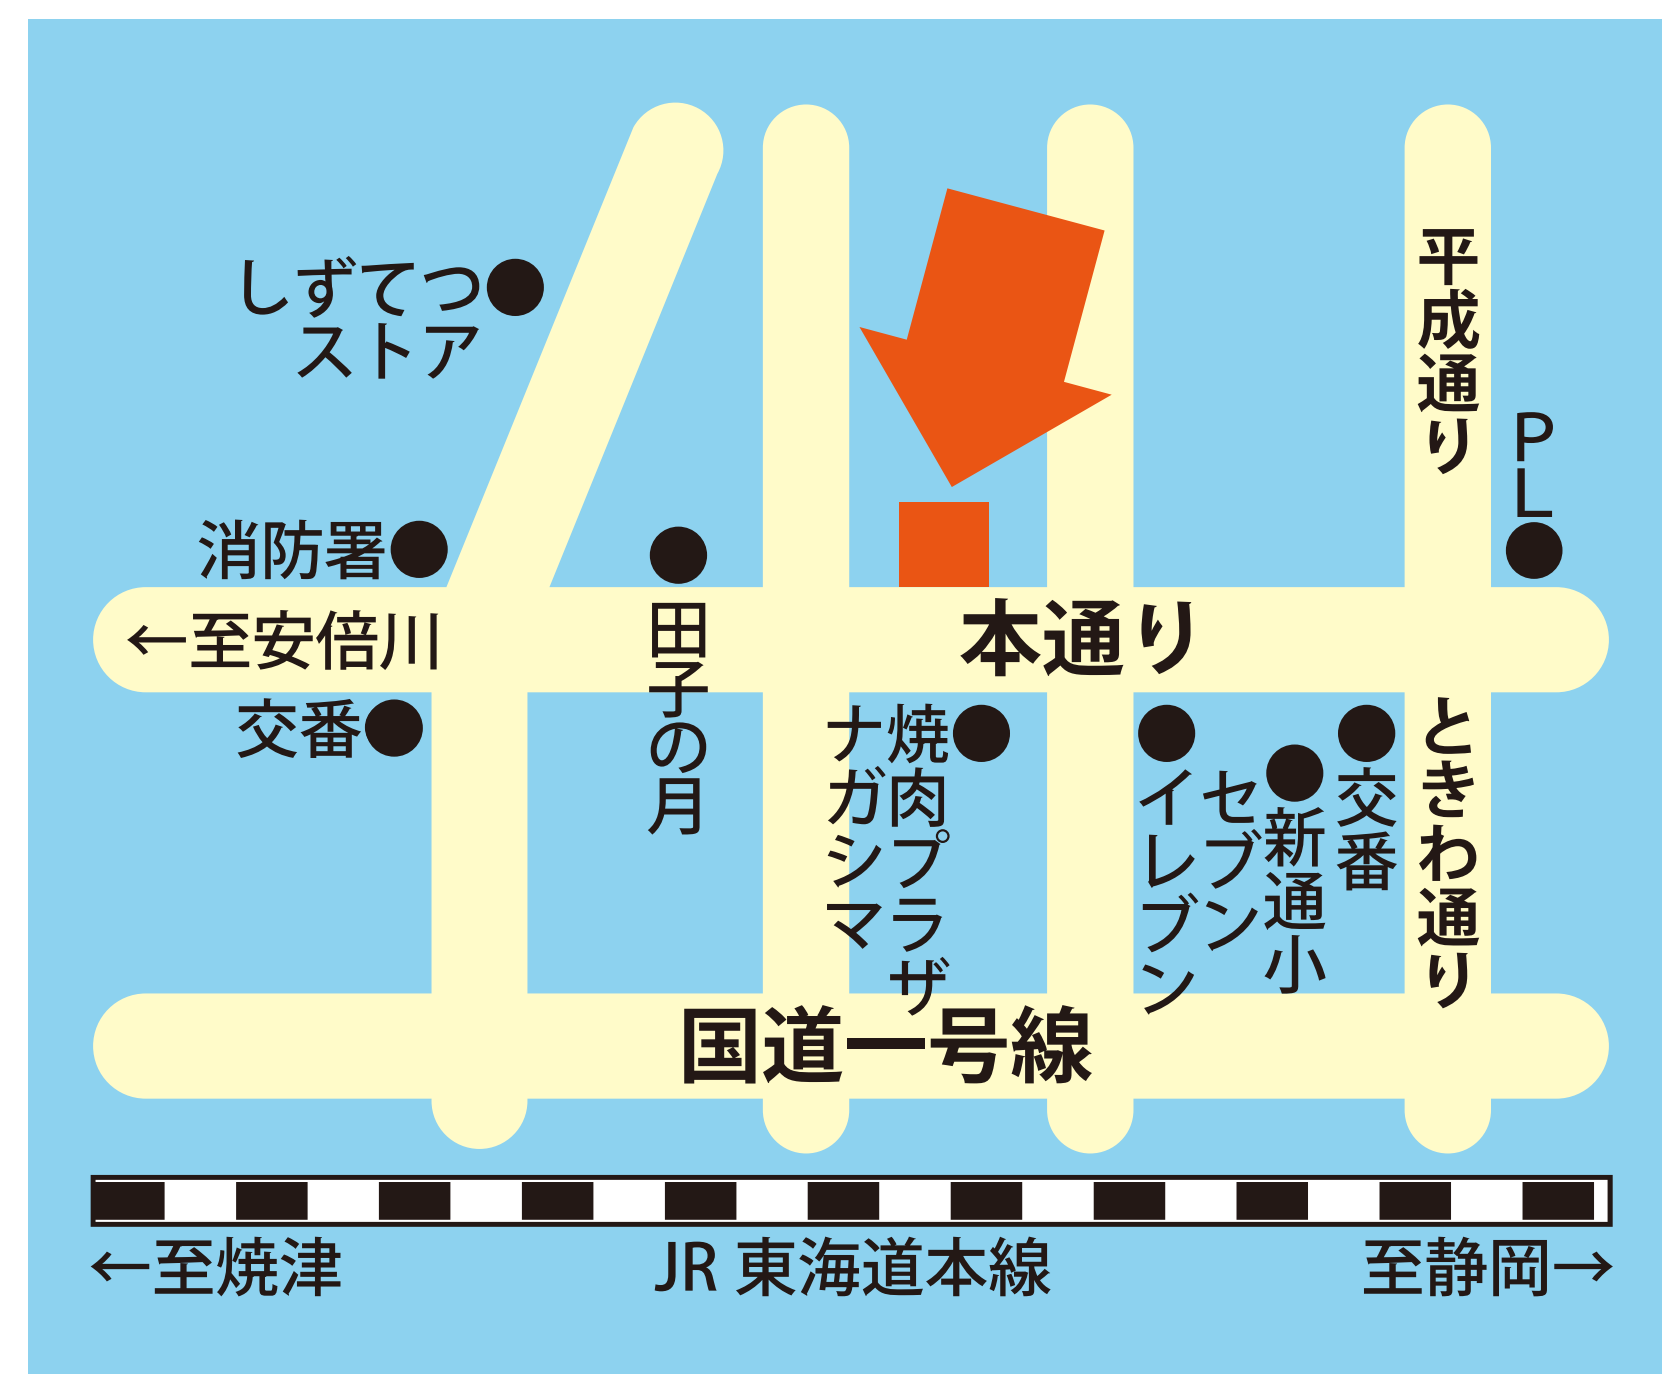 しずてつ
ストア
平成通り
PL
消防署
←至安倍川
田子の月
本通り
交番
焼肉プラザ
ナガシマ
セブン
イレブン
新通小
交番
ときわ通り
国道一号線
←至焼津
JR 東海道本線
至静岡→